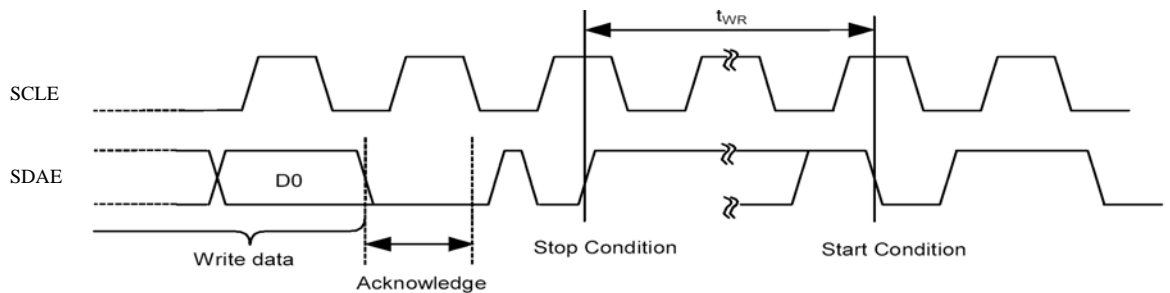 tWR
SCLE
SDAE
D0
Write data
Acknowledge
Stop Condition
Start Condition